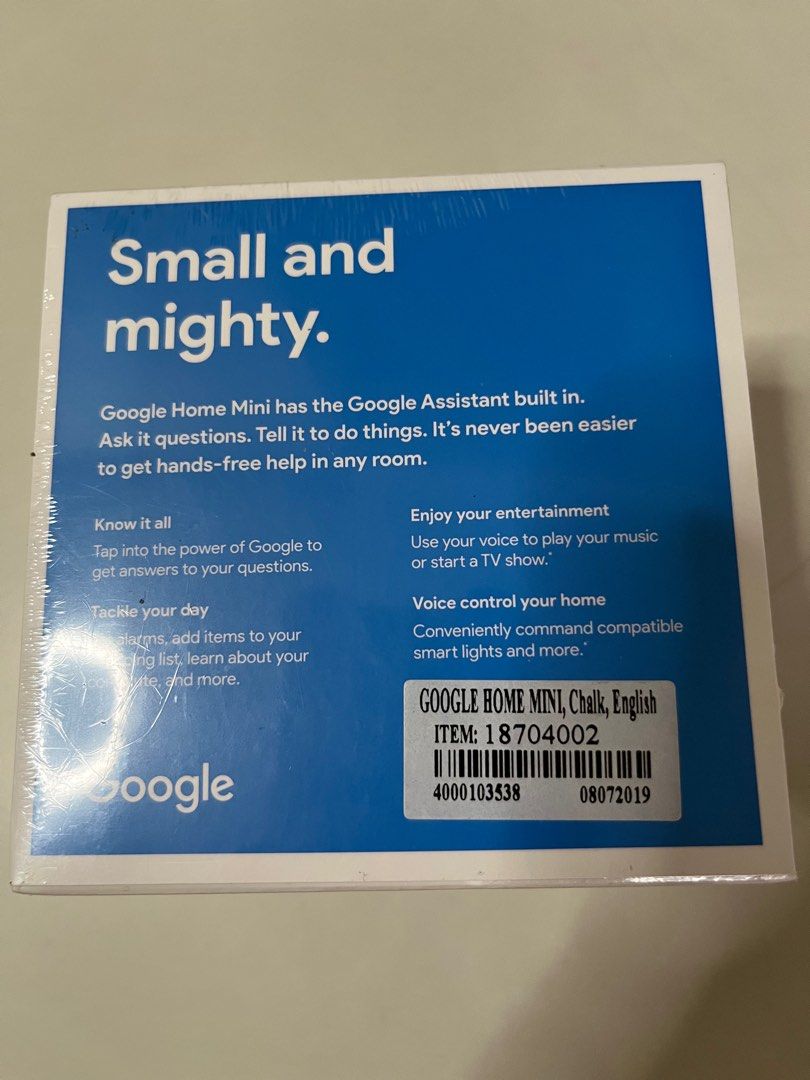 Small and
mighty.
Google Home Mini has the Google Assistant built in.
Ask it questions. Tell it to do things. It's never been easier
to get hands-free help in any room.
Know it all
Tap into the power of Google to
get answers to your questions.
Tackle your day
alarms, add items to your
list, learn about your
and more.
Enjoy your entertainment
Use your voice to play your music
or start a TV show.*
Voice control your home
Conveniently command compatible
smart lights and more.*
GOOGLE HOME MINI, Chalk, English
ITEM: 18704002
4000103538 08072019
Google